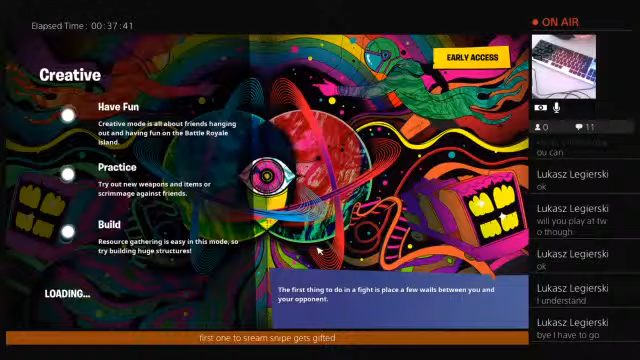 Elapsed Time: 00:37:41
ON AIR
EARLY ACCESS
Creative
Have Fun
Creative mode is all about friends hanging
out and having fun on the Battle Royale
island.
Practice
Try out new weapons and items or
scrimmage against friends.
Build
Resource gathering is easy in this mode, so
try building huge structures!
LOADING...
The first thing to do in a fight is place a few walls between you and
your opponent.
first one to sream snipe gets gifted
0
11
ou can
Lukasz Legierski
ok
Lukasz Legierski
will you play at tw
o though
Lukasz Legierski
ok
Lukasz Legierski
I understand
Lukasz Legierski
bye I have to go